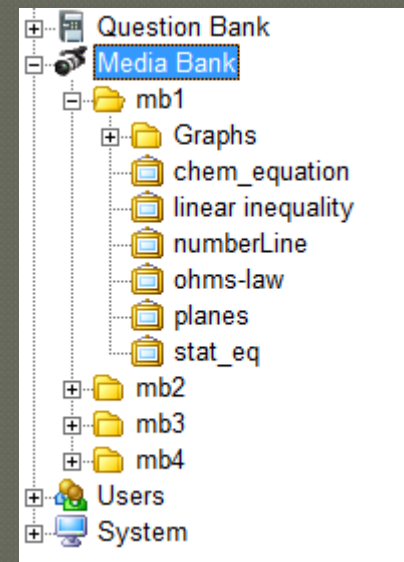 Question Bank
Media Bank
mb1
Graphs
chem_equation
linear inequality
numberLine
ohms-law
planes
stat_eq
mb2
mb3
mb4
Users
System